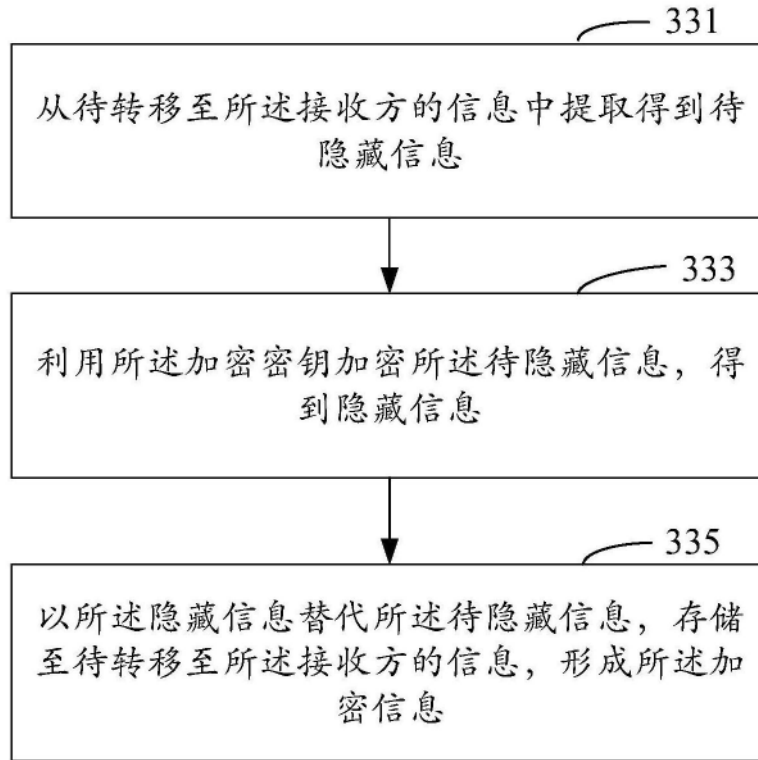 331
从待转移至所述接收方的信息中提取得到待
隐藏信息
333
利用所述加密密钥加密所述待隐藏信息，得
到隐藏信息
335
以所述隐藏信息替代所述待隐藏信息，存储
至待转移至所述接收方的信息，形成所述加
密信息